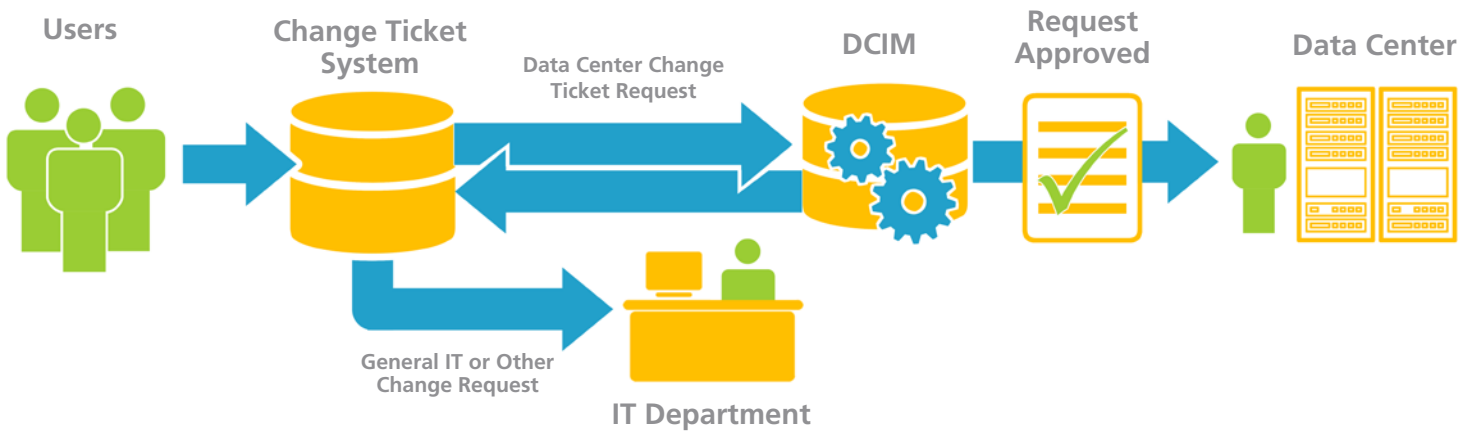 Users
Change Ticket
System
Data Center Change
Ticket Request
DCIM
Request
Approved
Data Center
General IT or Other
Change Request
IT Department